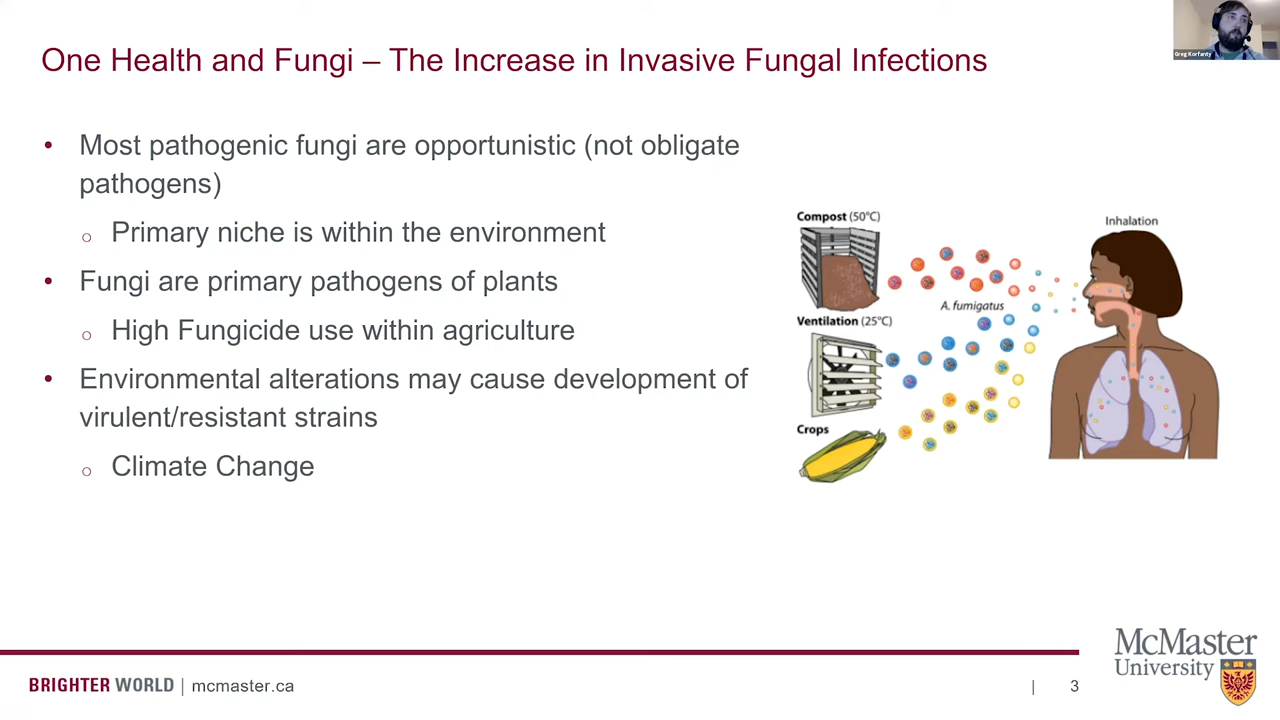 One Health and Fungi – The Increase in Invasive Fungal Infections
Greg Korfanty
• Most pathogenic fungi are opportunistic (not obligate
pathogens)
o Primary niche is within the environment
• Fungi are primary pathogens of plants
o High Fungicide use within agriculture
• Environmental alterations may cause development of
virulent/resistant strains
o Climate Change
Compost (50°C)
Inhalation
A. fumigatus
Ventilation (25°C)
Crops
BRIGHTER WORLD | mcmaster.ca
| 3
McMaster
University